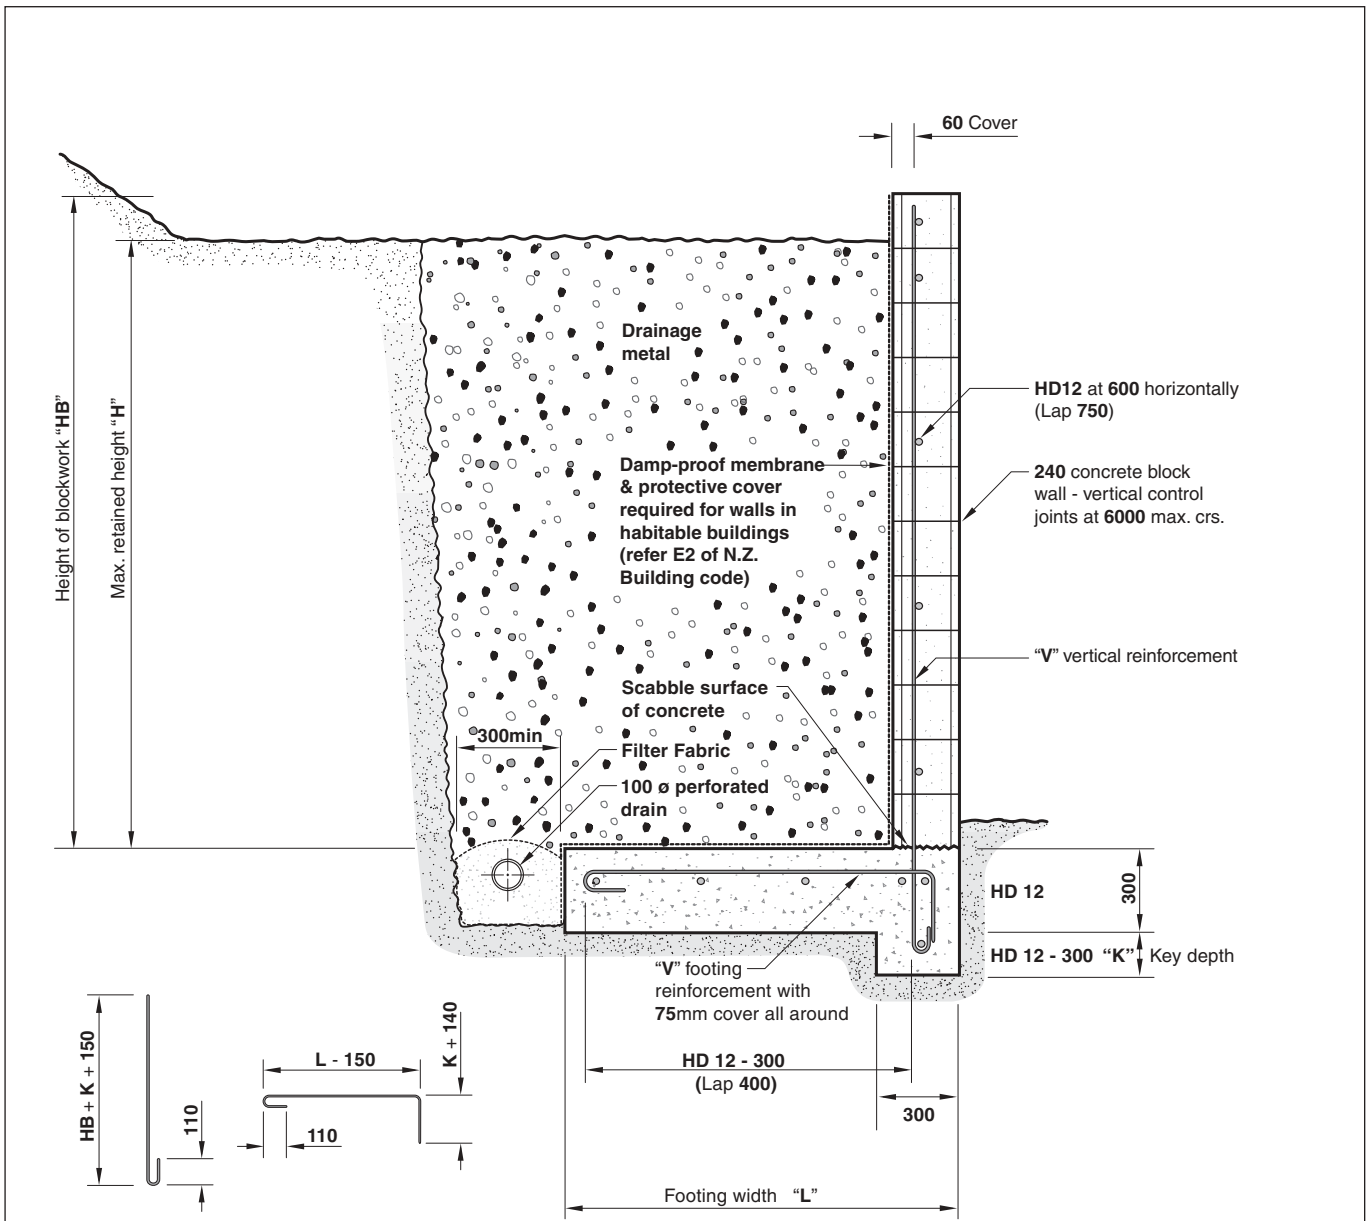 60 Cover
Height of blockwork "HB"
Max. retained height "H"
Drainage
metal
HD12 at 600 horizontally
(Lap 750)
Damp-proof membrane
& protective cover
required for walls in
habitable buildings
(refer E2 of N.Z.
Building code)
240 concrete block
wall - vertical control
joints at 6000 max. crs.
"V" vertical reinforcement
Scabble surface
of concrete
300min
Filter Fabric
100 ø perforated
drain
HD 12
300
HD 12 - 300 "K" Key depth
"V" footing
reinforcement with
75mm cover all around
HB + K + 150
110
L - 150
110
K + 140
HD 12 - 300
(Lap 400)
300
Footing width "L"